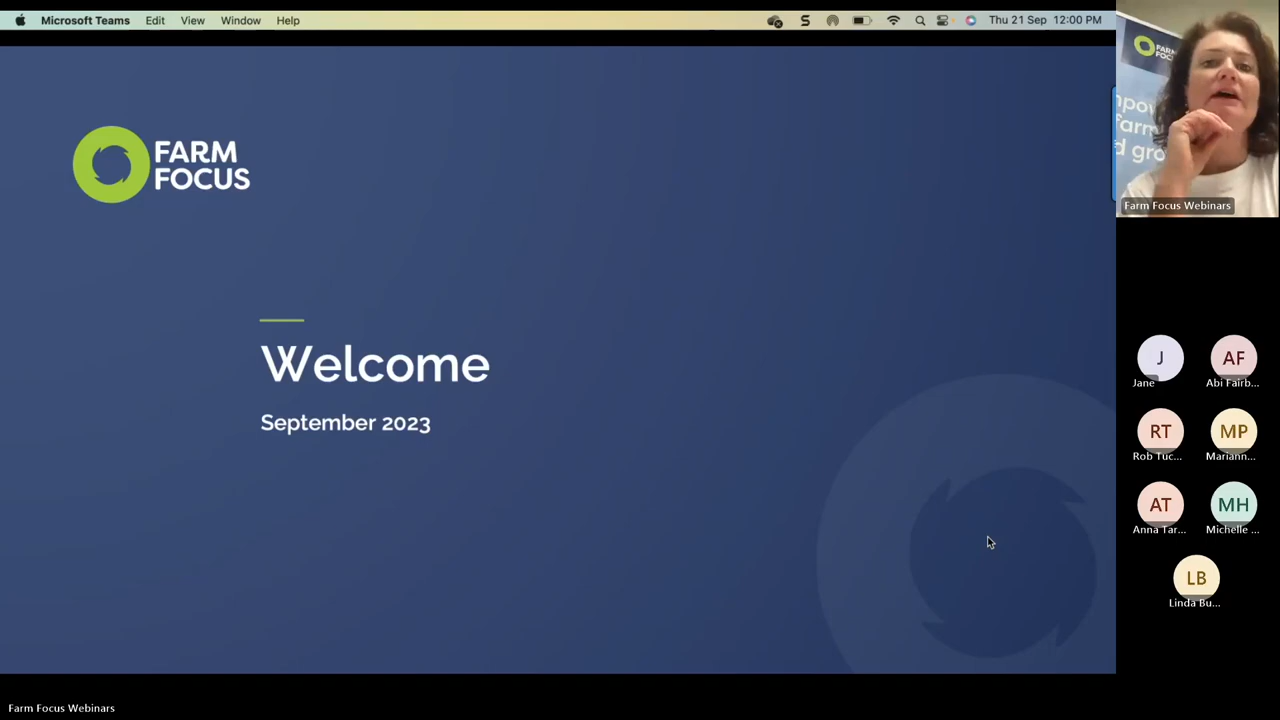 Microsoft Teams Edit View Window Help
Thu 21 Sep 12:00 PM
FARM
FOCUS
Welcome
September 2023
FARM
Farm Focus Webinars
J
Jane
AF
Abi Fairb...
RT
Rob Tuc...
MP
Mariann...
AT
Anna Tar...
MH
Michelle ...
LB
Linda Bu...
Farm Focus Webinars